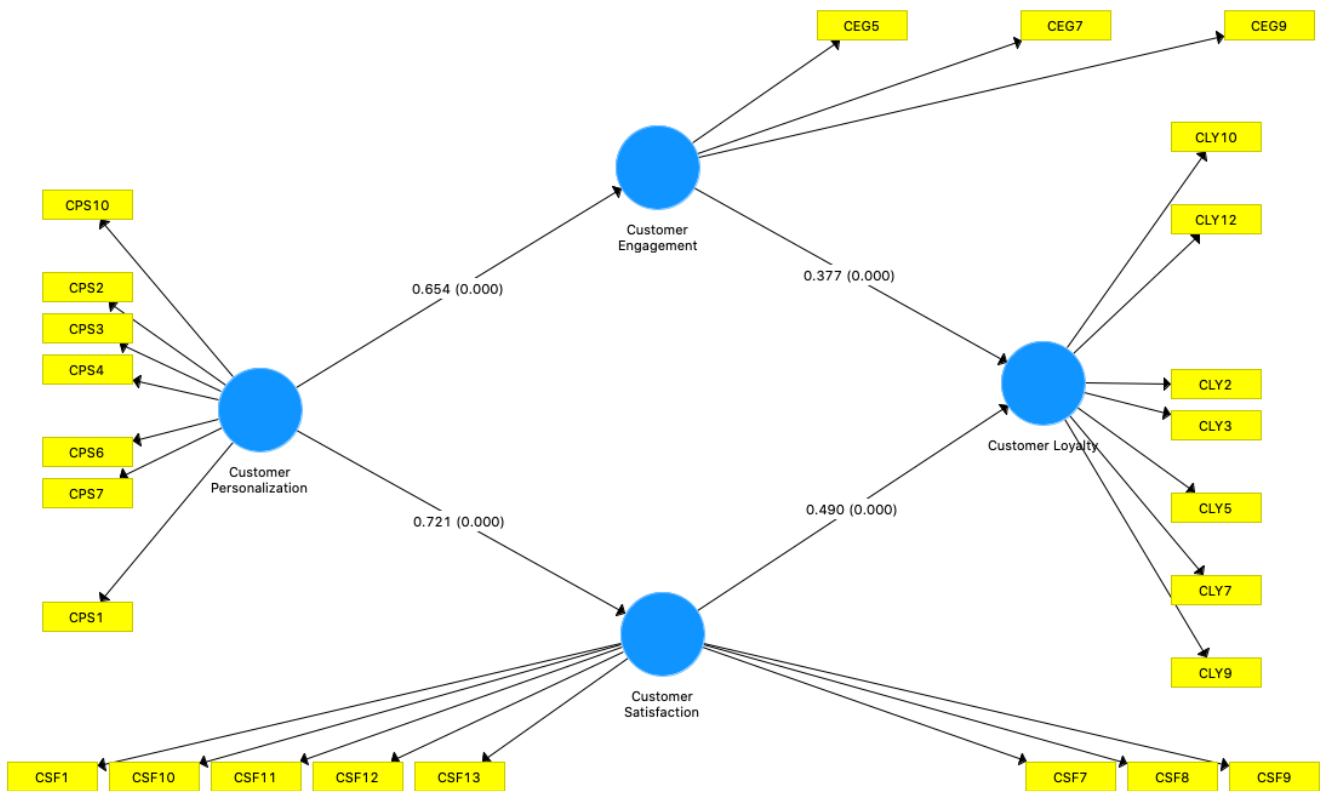 CEG5
CEG7
CEG9
CLY10
CPS10
CLY12
Customer
Engagement
0.377 (0.000)
CPS2
0.654 (0.000)
CPS3
CPS4
CLY2
CLY3
Customer Loyalty
CPS6
Customer
Personalization
CPS7
CLY5
0.490 (0.000)
0.721 (0.000)
CLY7
CPS1
CLY9
Customer
Satisfaction
CSF1
CSF10
CSF11
CSF12
CSF13
CSF7
CSF8
CSF9